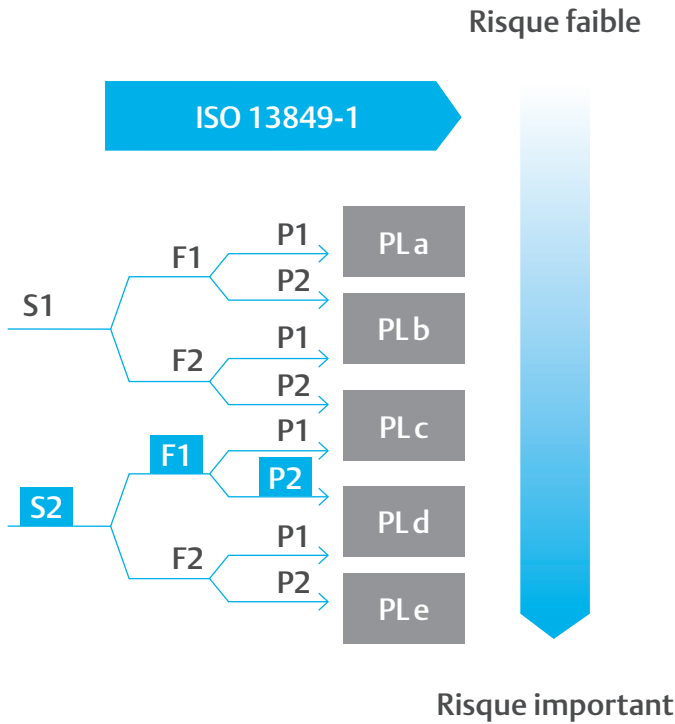 Risque faible
ISO 13849-1
P1
PL a
F1
P2
S1
PL b
P1
F2
P2
PL c
P1
F1
P2
S2
PL d
P1
F2
P2
PL e
Risque important